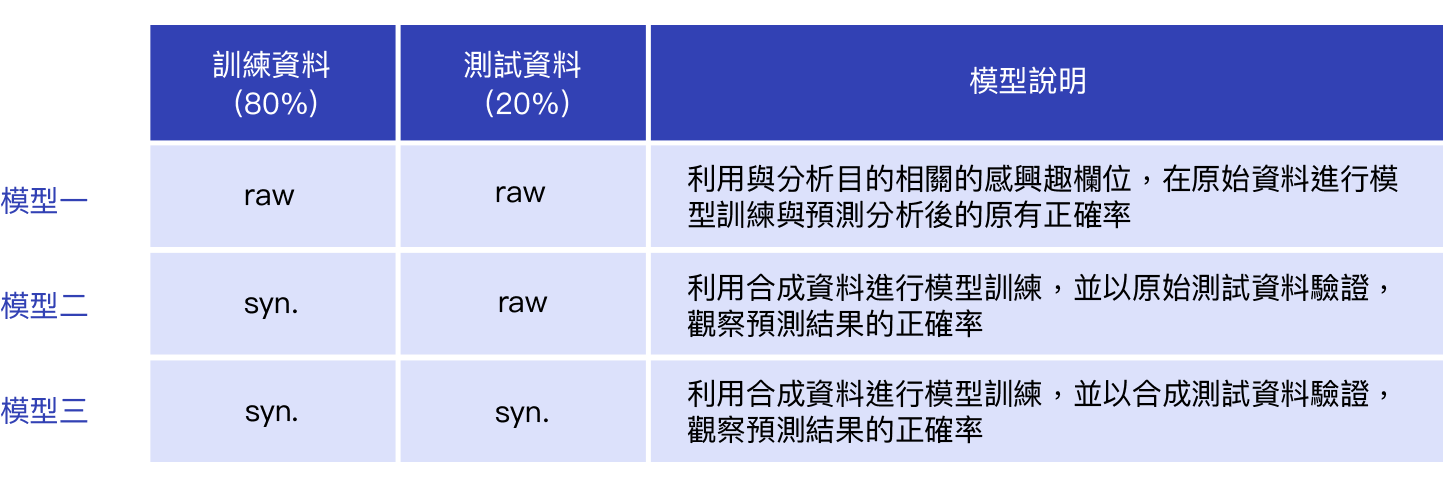 訓練資料
(80%)
測試資料
(20%)
模型說明
模型一
raw
raw
利用與分析目的相關的感興趣欄位，在原始資料進行模
型訓練與預測分析後的原有正確率
模型二
syn.
raw
利用合成資料進行模型訓練，並以原始測試資料驗證，
觀察預測結果的正確率
模型三
syn.
syn.
利用合成資料進行模型訓練，並以合成測試資料驗證，
觀察預測結果的正確率